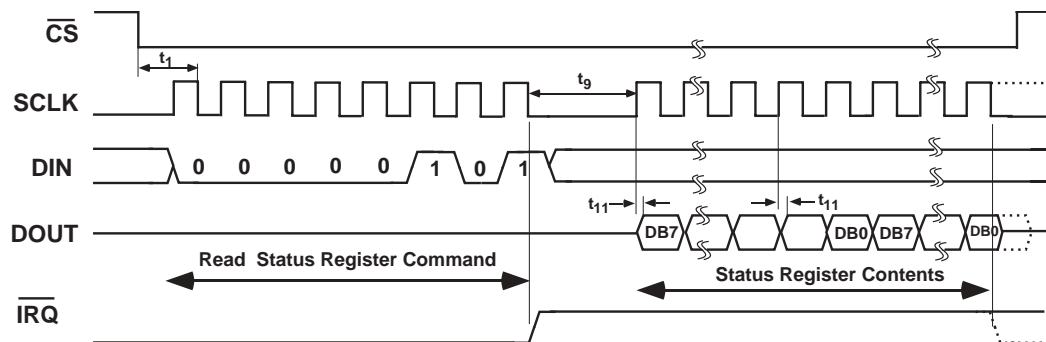 CS
t1
SCLK
t9
DIN 0 0 0 0 0 1 0 1
t11 t11
DOUT DB7 DB0 DB7 DB0
Read Status Register Command Status Register Contents
IRQ